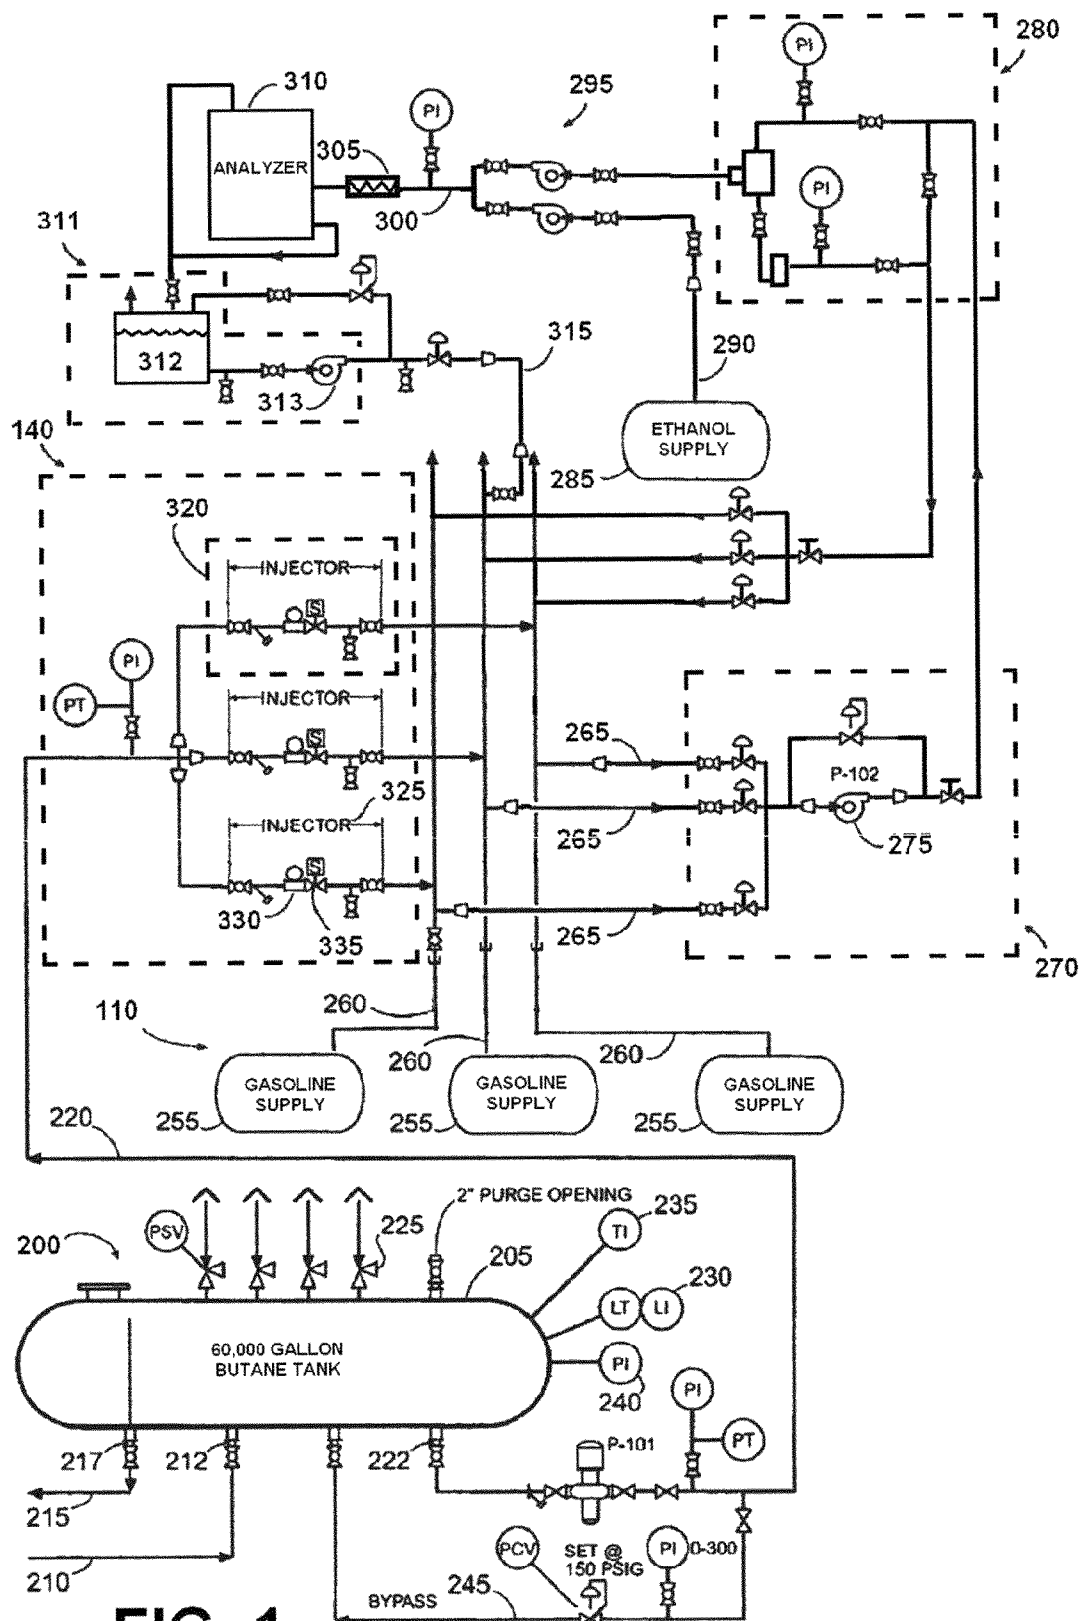 280
PI
310
PI
295
305
ANALYZER
PI
300
311
315
312
290
313
140
ETHANOL
SUPPLY
285
320
INJECTOR
S
PI
PT
INJECTOR
S
265
P-102
325
INJECTOR
265
275
S
330
335
265
270
260
110
260
260
GASOLINE
SUPPLY
GASOLINE
SUPPLY
GASOLINE
SUPPLY
255
255
255
220
2" PURGE OPENING
235
PSV
225
TI
200
205
230
LT
LI
60,000 GALLON
BUTANE TANK
PI
240
PI
P-101
PT
217
212
222
215
PCV
SET @
150 PSIG
PI
0-300
210
BYPASS
245
FIG. 1